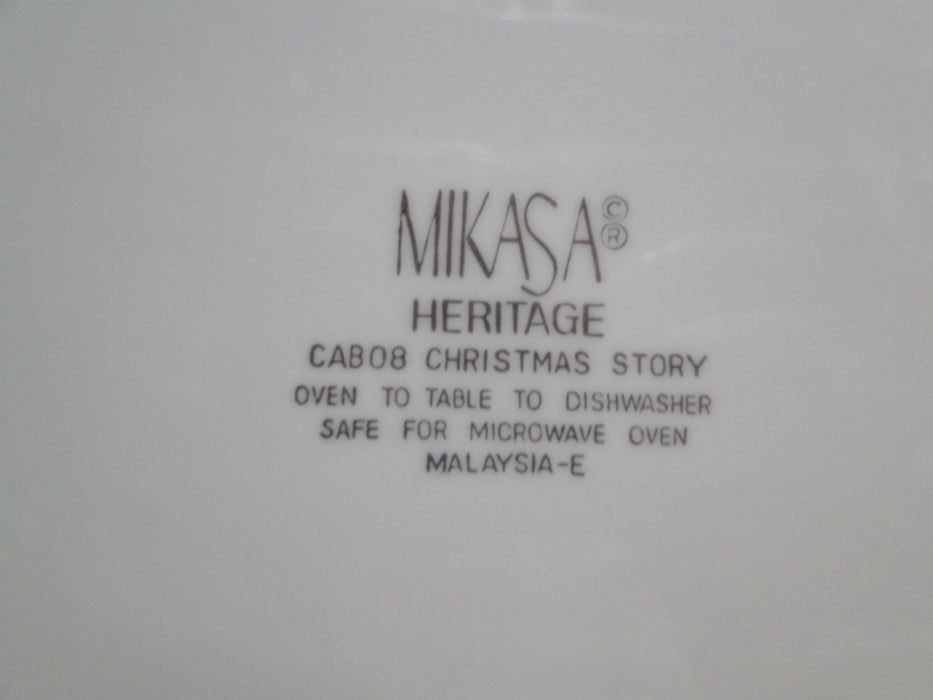 MIKASA©®
HERITAGE
CAB08 CHRISTMAS STORY
OVEN TO TABLE TO DISHWASHER
SAFE FOR MICROWAVE OVEN
MALAYSIA-E